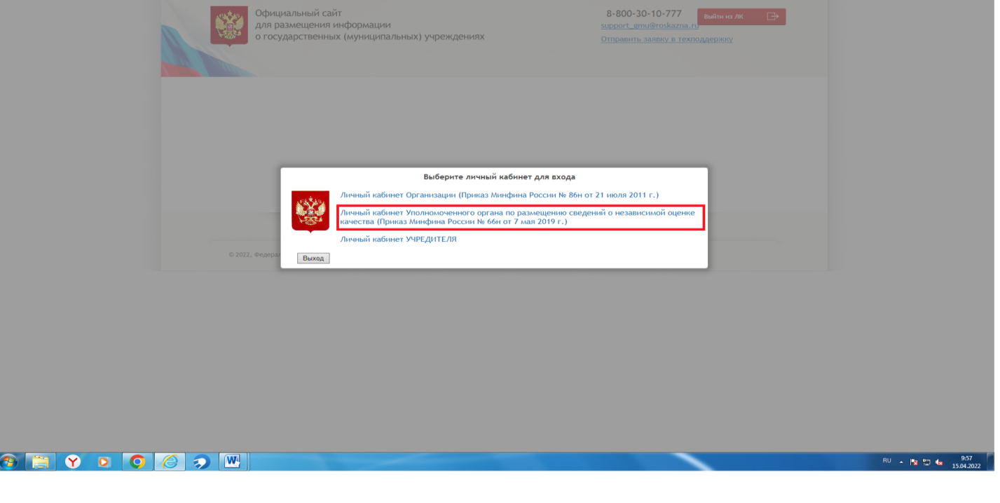 Официальный сайт
для размещения информации
о государственных (муниципальных) учреждениях
8-800-30-10-777
support_gmu@roskazna.ru
Отправить заявку в техподдержку
Выйти из ЛК
Выберите личный кабинет для входа
Личный кабинет Организации (Приказ Минфина России № 86н от 21 июля 2011 г.)
Личный кабинет Уполномоченного органа по размещению сведений о независимой оценке
качества (Приказ Минфина России № 66н от 7 мая 2019 г.)
Личный кабинет УЧРЕДИТЕЛЯ
© 2022, Федерал
Выход
RU
9:57
15.04.2022